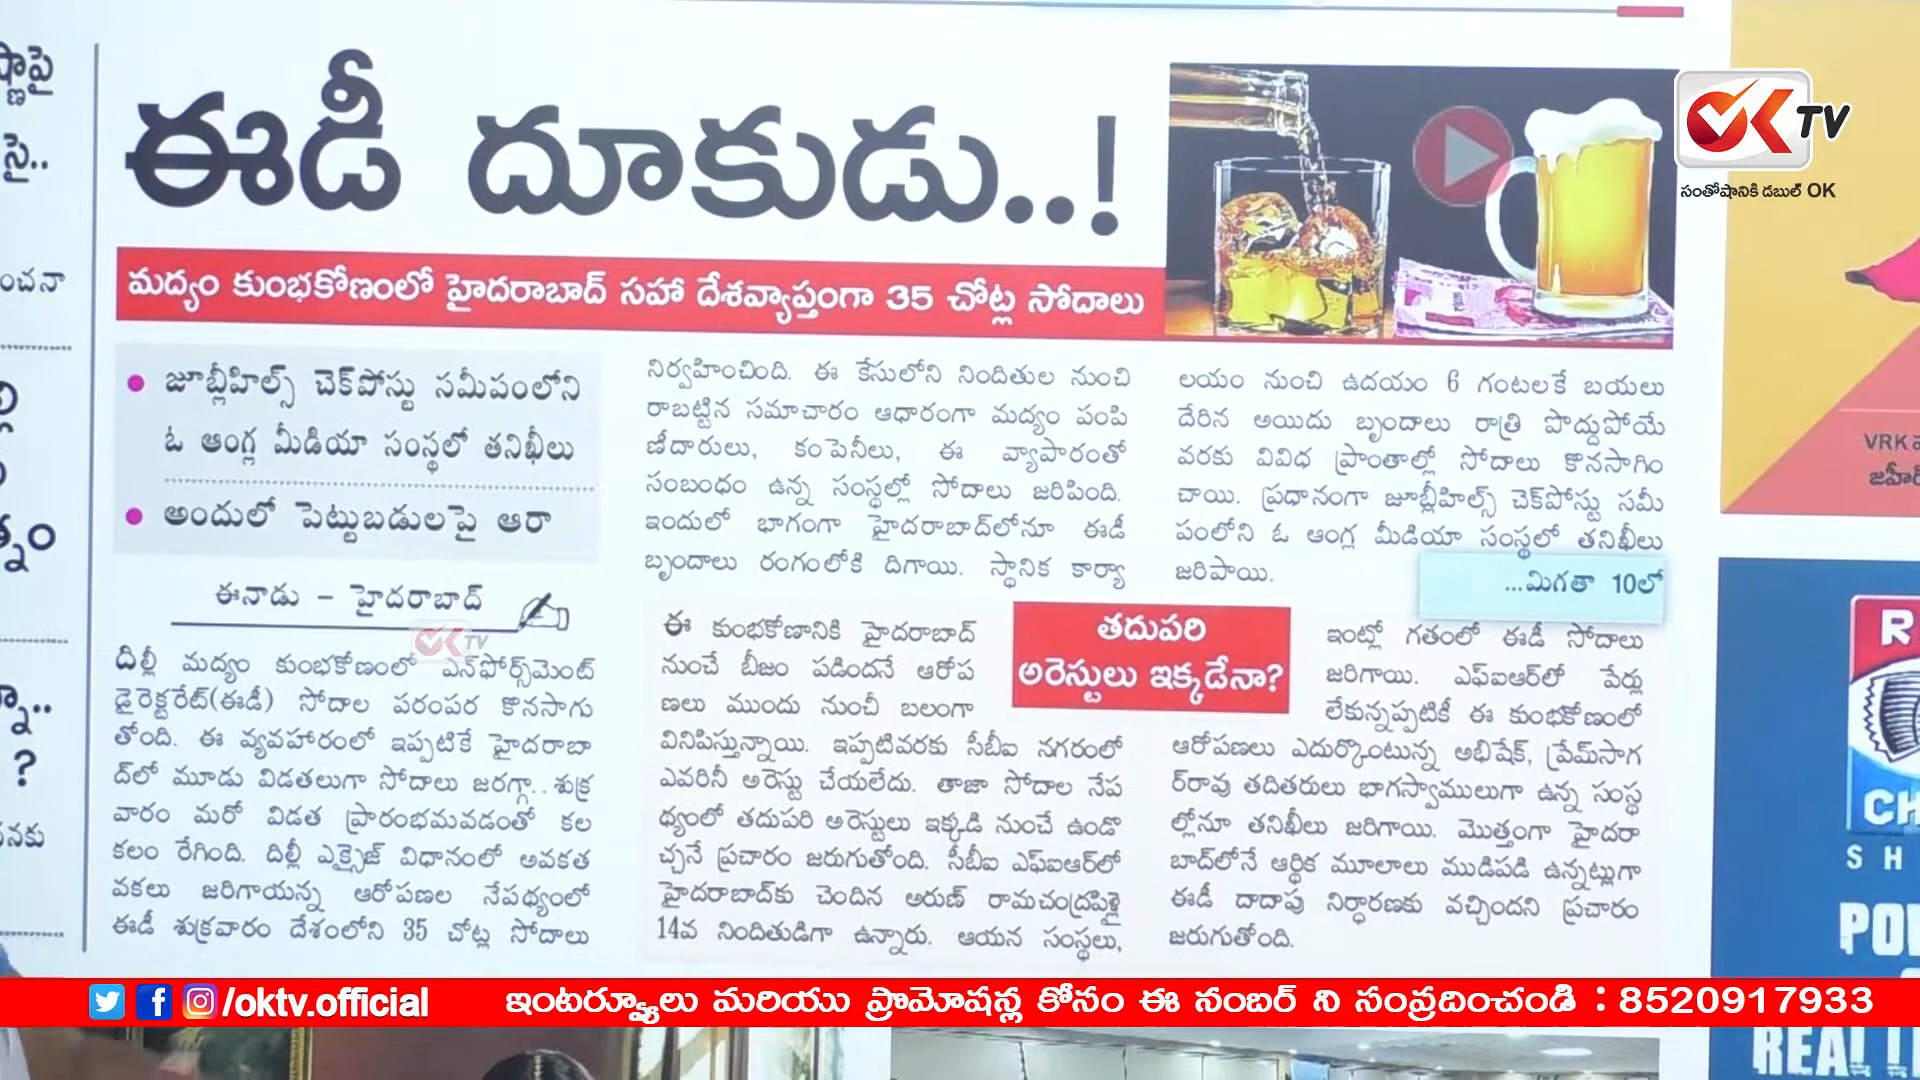 ఈడీ దూకుడు..!
మద్యం కుంభకోణంలో హైదరాబాద్ సహా దేశవ్యాప్తంగా 35 చోట్ల సోదాలు
OK TV
సంతోషానికి డబుల్ OK
• జూబ్లీహిల్స్ చెక్‌పోస్టు సమీపంలోని
ఓ ఆంగ్ల మీడియా సంస్థలో తనిఖీలు
• అందులో పెట్టుబడులపై ఆరా
ఈనాడు - హైదరాబాద్
దిల్లీ మద్యం కుంభకోణంలో ఎన్‌ఫోర్స్‌మెంట్
డైరెక్టరేట్(ఈడీ) సోదాల పరంపర కొనసాగు
తోంది. ఈ వ్యవహారంలో ఇప్పటికే హైదరాబా
ద్‌లో మూడు విడతలుగా సోదాలు జరగ్గా.. శుక్ర
వారం మరో విడత ప్రారంభమవడంతో కల
కలం రేగింది. దిల్లీ ఎక్సైజ్ విధానంలో అవకత
వకలు జరిగాయన్న ఆరోపణల నేపథ్యంలో
ఈడీ శుక్రవారం దేశంలోని 35 చోట్ల సోదాలు
నిర్వహించింది. ఈ కేసులోని నిందితుల నుంచి
రాబట్టిన సమాచారం ఆధారంగా మద్యం పంపి
ణీదారులు, కంపెనీలు, ఈ వ్యాపారంతో
సంబంధం ఉన్న సంస్థల్లో సోదాలు జరిపింది.
ఇందులో భాగంగా హైదరాబాద్‌లోనూ ఈడీ
బృందాలు రంగంలోకి దిగాయి. స్థానిక కార్యా
లయం నుంచి ఉదయం 6 గంటలకే బయలు
దేరిన అయిదు బృందాలు రాత్రి పొద్దుపోయే
వరకు వివిధ ప్రాంతాల్లో సోదాలు కొనసాగిం
చాయి. ప్రధానంగా జూబ్లీహిల్స్ చెక్‌పోస్టు సమీ
పంలోని ఓ ఆంగ్ల మీడియా సంస్థలో తనిఖీలు
జరిపాయి.
...మిగతా 10లో
తదుపరి
అరెస్టులు ఇక్కడేనా?
ఈ కుంభకోణానికి హైదరాబాద్
నుంచే బీజం పడిందనే ఆరోప
ణలు ముందు నుంచీ బలంగా
వినిపిస్తున్నాయి. ఇప్పటివరకు సీబీఐ నగరంలో
ఎవరినీ అరెస్టు చేయలేదు. తాజా సోదాల నేప
థ్యంలో తదుపరి అరెస్టులు ఇక్కడి నుంచే ఉండొ
చ్చనే ప్రచారం జరుగుతోంది. సీబీఐ ఎఫ్ఐఆర్‌లో
హైదరాబాద్‌కు చెందిన అరుణ్ రామచంద్రపిళ్లై
14వ నిందితుడిగా ఉన్నారు. ఆయన సంస్థలు,
ఇంట్లో గతంలో ఈడీ సోదాలు
జరిగాయి. ఎఫ్ఐఆర్‌లో పేర్లు
లేకున్నప్పటికీ ఈ కుంభకోణంలో
ఆరోపణలు ఎదుర్కొంటున్న అభిషేక్, ప్రేమ్‌సాగ
ర్‌రావు తదితరులు భాగస్వాములుగా ఉన్న సంస్థ
ల్లోనూ తనిఖీలు జరిగాయి. మొత్తంగా హైదరా
బాద్‌లోనే ఆర్థిక మూలాలు ముడిపడి ఉన్నట్లుగా
ఈడీ దాదాపు నిర్ధారణకు వచ్చిందని ప్రచారం
జరుగుతోంది.
VRK
CH
S H
POW
REAL L
/oktv.official
ఇంటర్వ్యూలు మరియు ప్రొమోషన్ల కోసం ఈ నంబర్ ని సంప్రదించండి : 8520917933